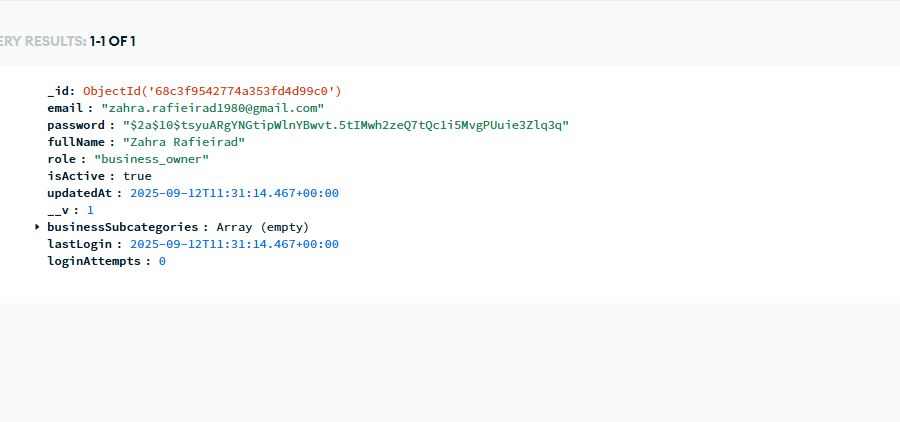 ERY RESULTS: 1-1 OF 1
_id: ObjectId('68c3f9542774a353fd4d99c0')
email : "zahra.rafieirad1980@gmail.com"
password : "$2a$10$tsyuARgYNGtipWlnYBwvt.5tIMwh2zeQ7tQc1i5MvgPUuie3Zlq3q"
fullName : "Zahra Rafieirad"
role : "business_owner"
isActive : true
updatedAt : 2025-09-12T11:31:14.467+00:00
__v : 1
businessSubcategories : Array (empty)
lastLogin : 2025-09-12T11:31:14.467+00:00
loginAttempts : 0